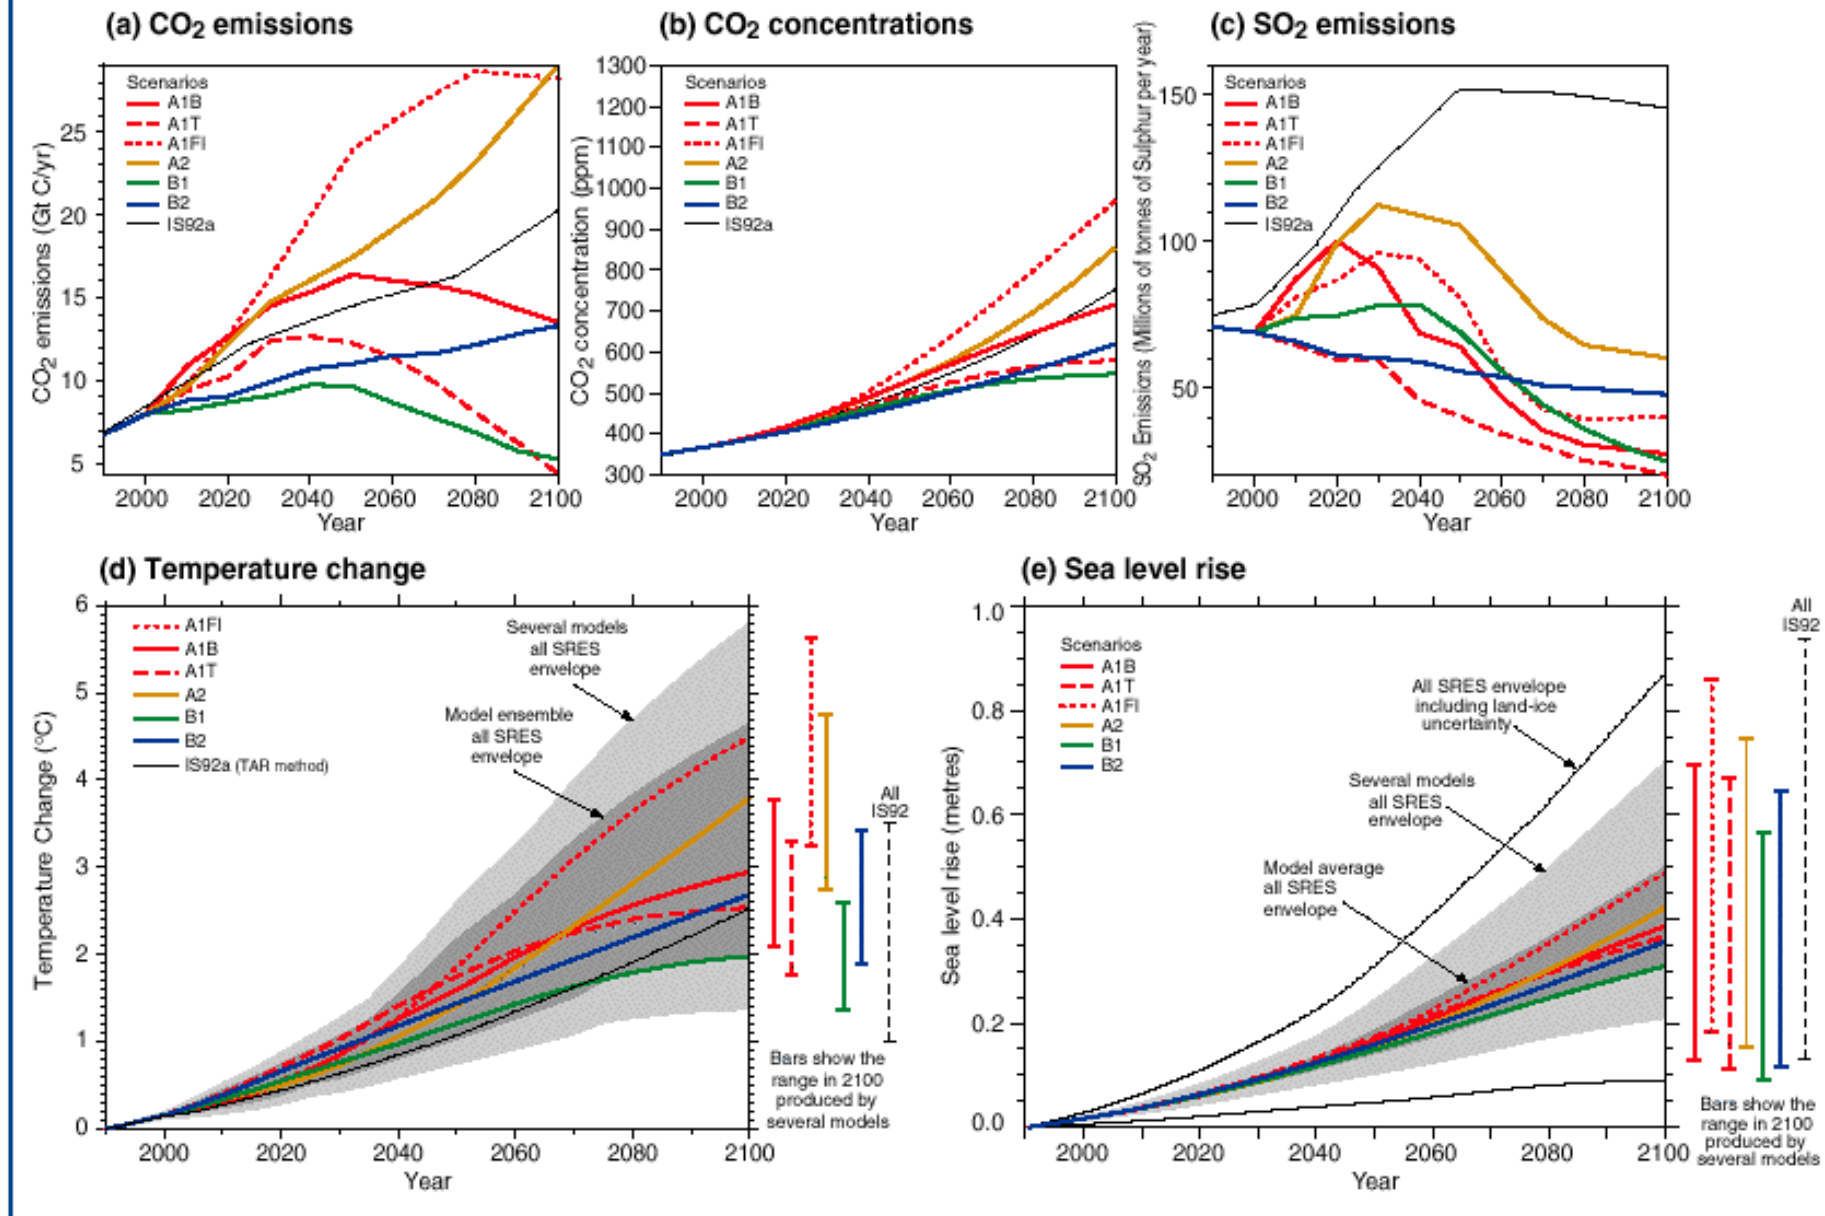 (a) CO2 emissions
CO2 emissions (Gt C/yr)
25
20
15
10
5
Scenarios
A1B
A1T
A1FI
A2
B1
B2
IS92a
2000 2020 2040 2060 2080 2100
Year
(b) CO2 concentrations
CO2 concentration (ppm)
1300
1200
1100
1000
900
800
700
600
500
400
300
Scenarios
A1B
A1T
A1FI
A2
B1
B2
IS92a
2000 2020 2040 2060 2080 2100
Year
(c) SO2 emissions
SO2 Emissions (Millions of tonnes of Sulphur per year)
150
100
50
Scenarios
A1B
A1T
A1FI
A2
B1
B2
IS92a
2000 2020 2040 2060 2080 2100
Year
(d) Temperature change
Temperature Change (°C)
6
5
4
3
2
1
0
A1FI
A1B
A1T
A2
B1
B2
IS92a (TAR method)
Several models
all SRES
envelope
Model ensemble
all SRES
envelope
All
IS92
Bars show the
range in 2100
produced by
several models
2000 2020 2040 2060 2080 2100
Year
(e) Sea level rise
Sea level rise (metres)
1.0
0.8
0.6
0.4
0.2
0.0
Scenarios
A1B
A1T
A1FI
A2
B1
B2
All SRES envelope
including land-ice
uncertainty
Several models
all SRES
envelope
Model average
all SRES
envelope
All
IS92
Bars show the
range in 2100
produced by
several models
2000 2020 2040 2060 2080 2100
Year